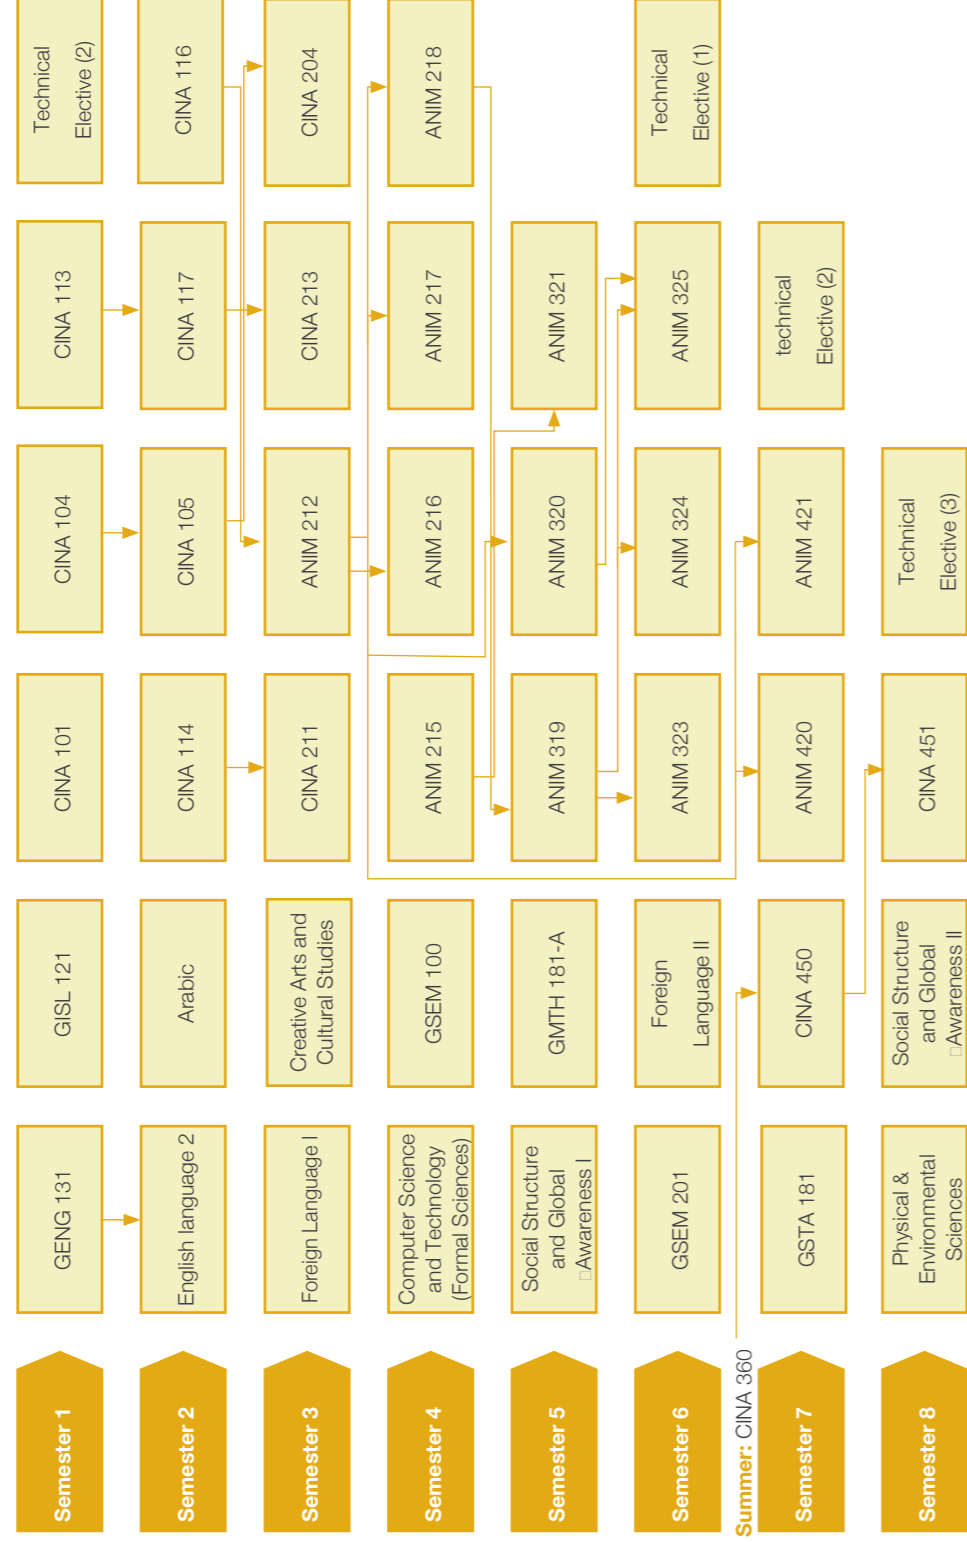 Semester 1
GENG 131
GISL 121
CINA 101
CINA 104
CINA 113
Technical
Elective (2)
Semester 2
English language 2
Arabic
CINA 114
CINA 105
CINA 117
CINA 116
Semester 3
Foreign Language I
Creative Arts and
Cultural Studies
CINA 211
ANIM 212
CINA 213
CINA 204
Semester 4
Computer Science
and Technology
(Formal Sciences)
GSEM 100
ANIM 215
ANIM 216
ANIM 217
ANIM 218
Semester 5
Social Structure
and Global
Awareness I
GMTH 181-A
ANIM 319
ANIM 320
ANIM 321
Semester 6
GSEM 201
Foreign
Language II
ANIM 323
ANIM 324
ANIM 325
Technical
Elective (1)
Summer: CINA 360
Semester 7
GSTA 181
CINA 450
ANIM 420
ANIM 421
technical
Elective (2)
Semester 8
Physical &
Environmental
Sciences
Social Structure
and Global
Awareness II
CINA 451
Technical
Elective (3)